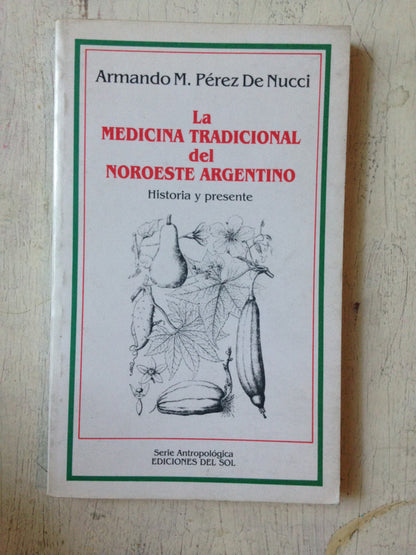 Armando M. Pérez De Nucci
La
MEDICINA TRADICIONAL
del
NOROESTE ARGENTINO
Historia y presente
Serie Antropológica
EDICIONES DEL SOL